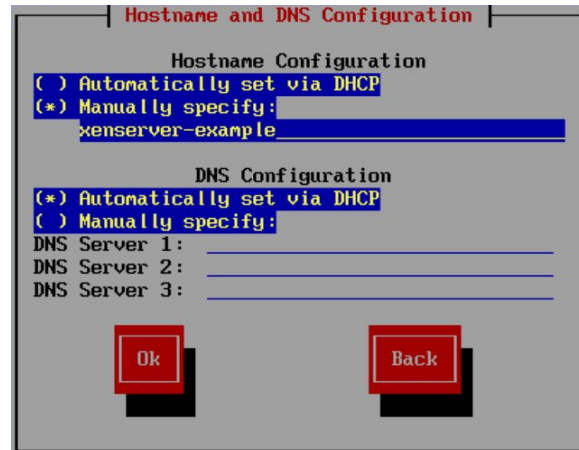 Hostname and DNS Configuration
Hostname Configuration
( ) Automatically set via DHCP
(*) Manually specify:
xenserver-example
DNS Configuration
(*) Automatically set via DHCP
( ) Manually specify:
DNS Server 1:
DNS Server 2:
DNS Server 3:
Ok Back